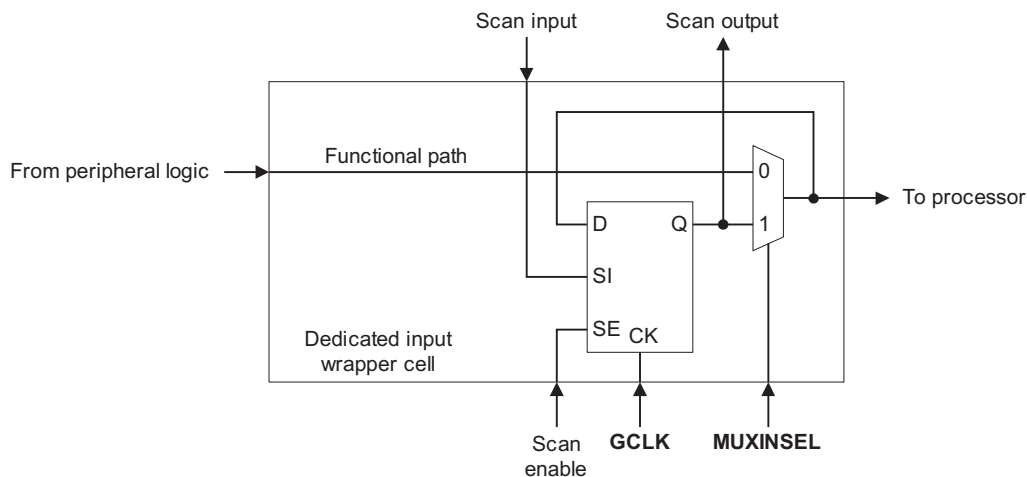 Scan input
Scan output
Functional path
From peripheral logic
0
To processor
D
Q
1
SI
SE
CK
Dedicated input
wrapper cell
Scan
enable
GCLK
MUXINSEL